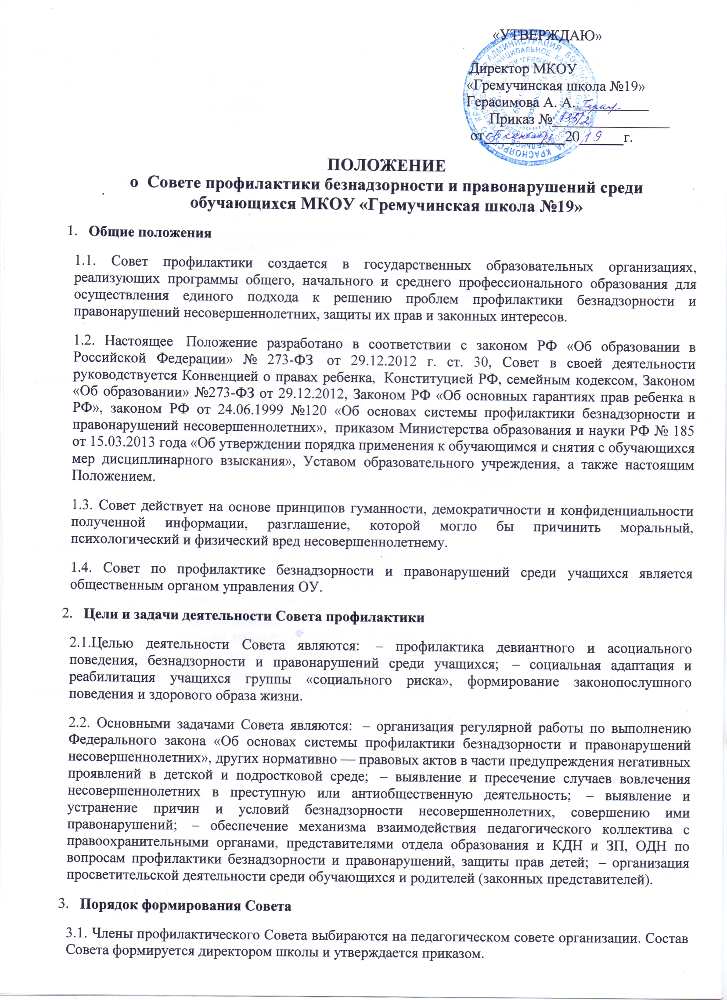 «УТВЕРЖДАЮ»
Директор МКОУ
«Гремучинская школа №19»
Герасимова А. А.
Приказ № 135/2
от 06 сентября 2019 г.
ПОЛОЖЕНИЕ
о Совете профилактики безнадзорности и правонарушений среди
обучающихся МКОУ «Гремучинская школа №19»
1. Общие положения
1.1. Совет профилактики создается в государственных образовательных организациях,
реализующих программы общего, начального и среднего профессионального образования для
осуществления единого подхода к решению проблем профилактики безнадзорности и
правонарушений несовершеннолетних, защиты их прав и законных интересов.
1.2. Настоящее Положение разработано в соответствии с законом РФ «Об образовании в
Российской Федерации» № 273-ФЗ от 29.12.2012 г. ст. 30, Совет в своей деятельности
руководствуется Конвенцией о правах ребенка, Конституцией РФ, семейным кодексом, Законом
«Об образовании» №273-ФЗ от 29.12.2012, Законом РФ «Об основных гарантиях прав ребенка в
РФ», законом РФ от 24.06.1999 №120 «Об основах системы профилактики безнадзорности и
правонарушений несовершеннолетних», приказом Министерства образования и науки РФ № 185
от 15.03.2013 года «Об утверждении порядка применения к обучающимся и снятия с обучающихся
мер дисциплинарного взыскания», Уставом образовательного учреждения, а также настоящим
Положением.
1.3. Совет действует на основе принципов гуманности, демократичности и конфиденциальности
полученной информации, разглашение, которой могло бы причинить моральный,
психологический и физический вред несовершеннолетнему.
1.4. Совет по профилактике безнадзорности и правонарушений среди учащихся является
общественным органом управления ОУ.
2. Цели и задачи деятельности Совета профилактики
2.1.Целью деятельности Совета являются: – профилактика девиантного и асоциального
поведения, безнадзорности и правонарушений среди учащихся; – социальная адаптация и
реабилитация учащихся группы «социального риска», формирование законопослушного
поведения и здорового образа жизни.
2.2. Основными задачами Совета являются: – организация регулярной работы по выполнению
Федерального закона «Об основах системы профилактики безнадзорности и правонарушений
несовершеннолетних», других нормативно — правовых актов в части предупреждения негативных
проявлений в детской и подростковой среде; – выявление и пресечение случаев вовлечения
несовершеннолетних в преступную или антиобщественную деятельность; – выявление и
устранение причин и условий безнадзорности несовершеннолетних, совершению ими
правонарушений; – обеспечение механизма взаимодействия педагогического коллектива с
правоохранительными органами, представителями отдела образования и КДН и ЗП, ОДН по
вопросам профилактики безнадзорности и правонарушений, защиты прав детей; – организация
просветительской деятельности среди обучающихся и родителей (законных представителей).
3. Порядок формирования Совета
3.1. Члены профилактического Совета выбираются на педагогическом совете организации. Состав
Совета формируется директором школы и утверждается приказом.